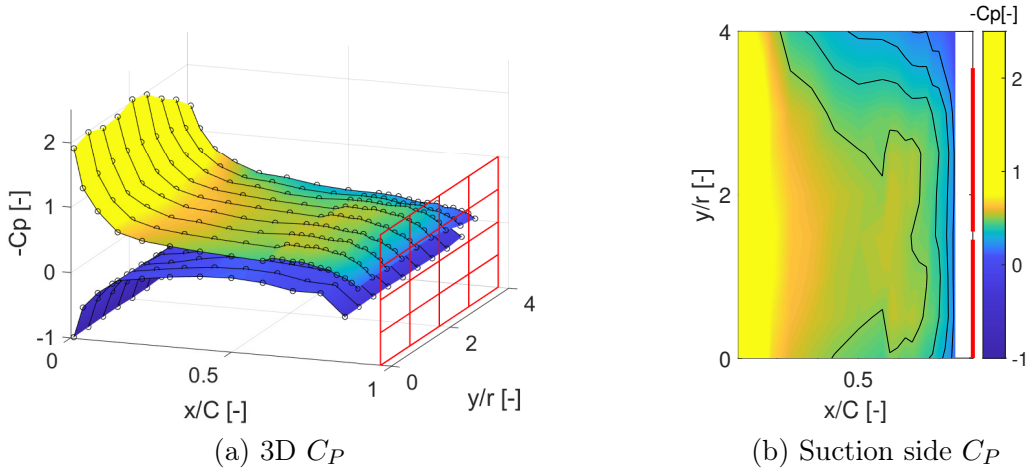 -Cp [-]
2
1
0
-1
0
0.5
1
x/C [-]
0
2
4
y/r [-]
(a) 3D C_P
-Cp[-]
4
2
0
y/r [-]
0.5
x/C [-]
2
1
0
-1
(b) Suction side C_P